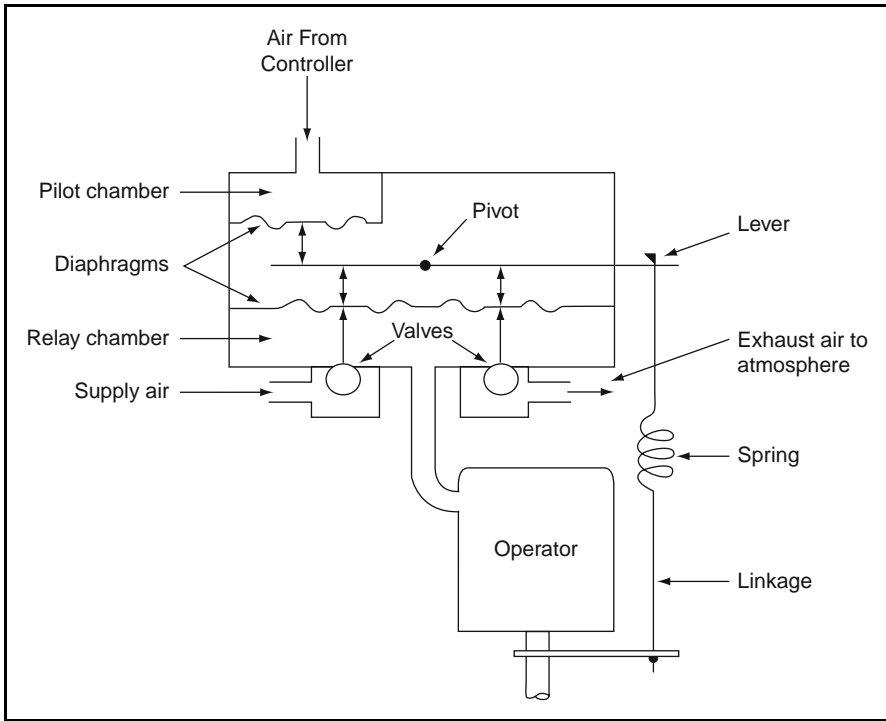 Air From
Controller
Pilot chamber
Pivot
Lever
Diaphragms
Relay chamber
Valves
Exhaust air to
atmosphere
Supply air
Spring
Operator
Linkage